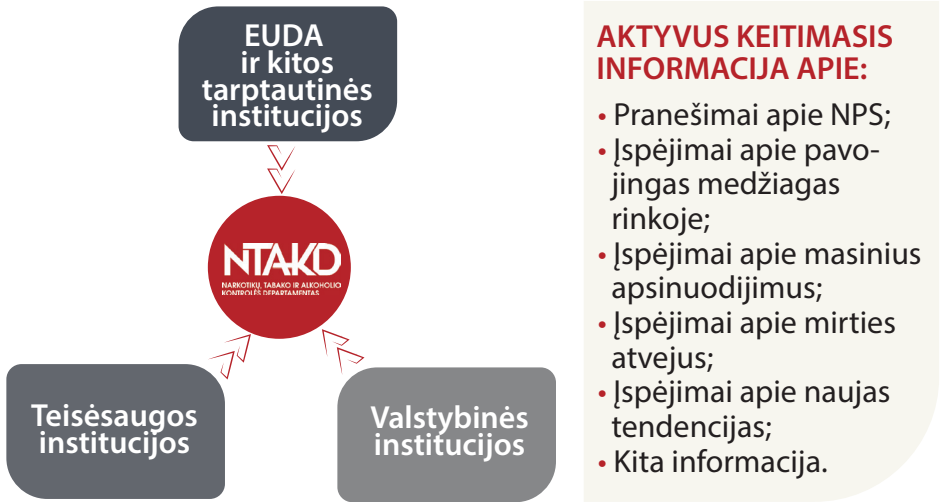 EUDA
ir kitos
tarptautinės
institucijos
NTAKD
NARKOTIKŲ, TABAKO IR ALKOHOLIO
KONTROLĖS DEPARTAMENTAS
Teisėsaugos
institucijos
Valstybinės
institucijos
AKTYVUS KEITIMASIS
INFORMACIJA APIE:
• Pranešimai apie NPS;
• Įspėjimai apie pavo-
jingas medžiagas
rinkoje;
• Įspėjimai apie masinius
apsinuodijimus;
• Įspėjimai apie mirties
atvejus;
• Įspėjimai apie naujas
tendencijas;
• Kita informacija.